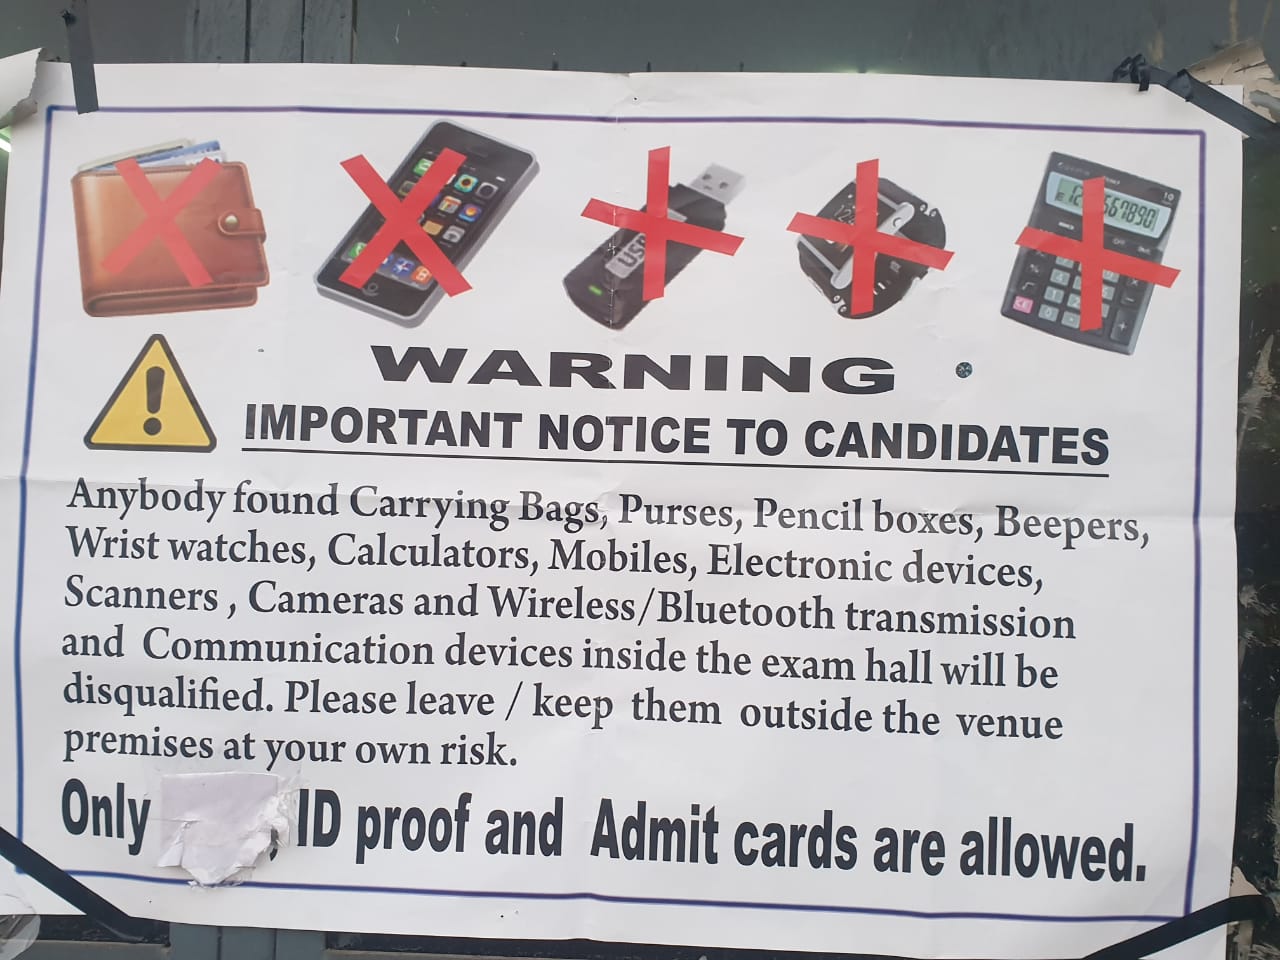 USB
WARNING
IMPORTANT NOTICE TO CANDIDATES
Anybody found Carrying Bags, Purses, Pencil boxes, Beepers,
Wrist watches, Calculators, Mobiles, Electronic devices,
Scanners , Cameras and Wireless/Bluetooth transmission
and Communication devices inside the exam hall will be
disqualified. Please leave / keep them outside the venue
premises at your own risk.
Only , ID proof and Admit cards are allowed.